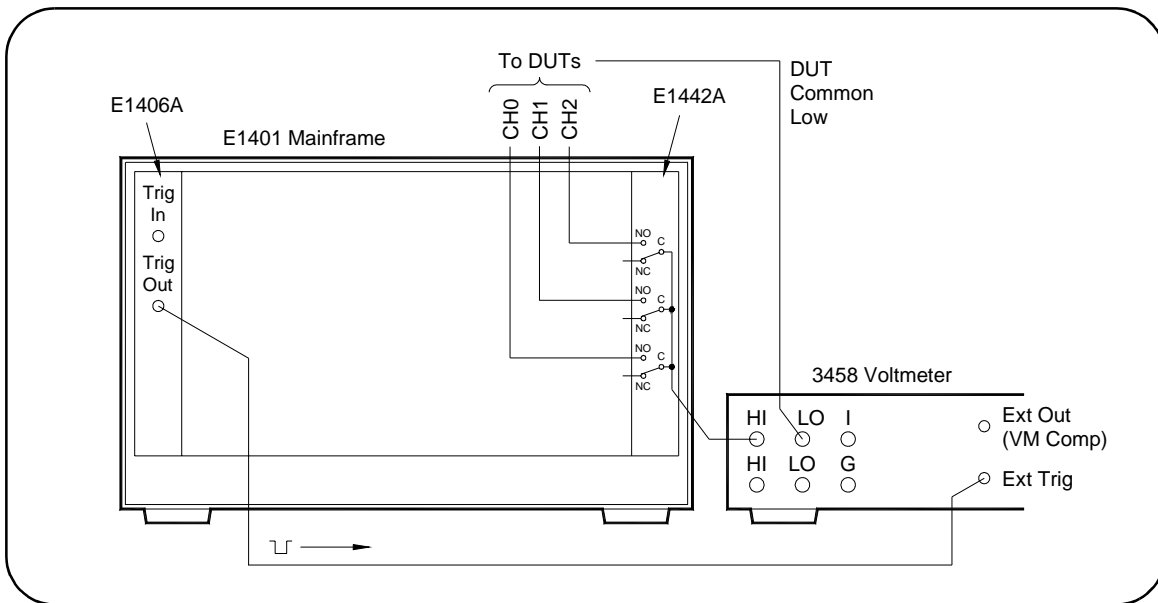 To DUTs
DUT
Common
Low
E1406A
E1442A
CH0
CH1
CH2
E1401 Mainframe
Trig
In
Trig
Out
NO
C
NC
NO
C
NC
NO
C
NC
3458 Voltmeter
HI LO I
HI LO G
Ext Out
(VM Comp)
Ext Trig